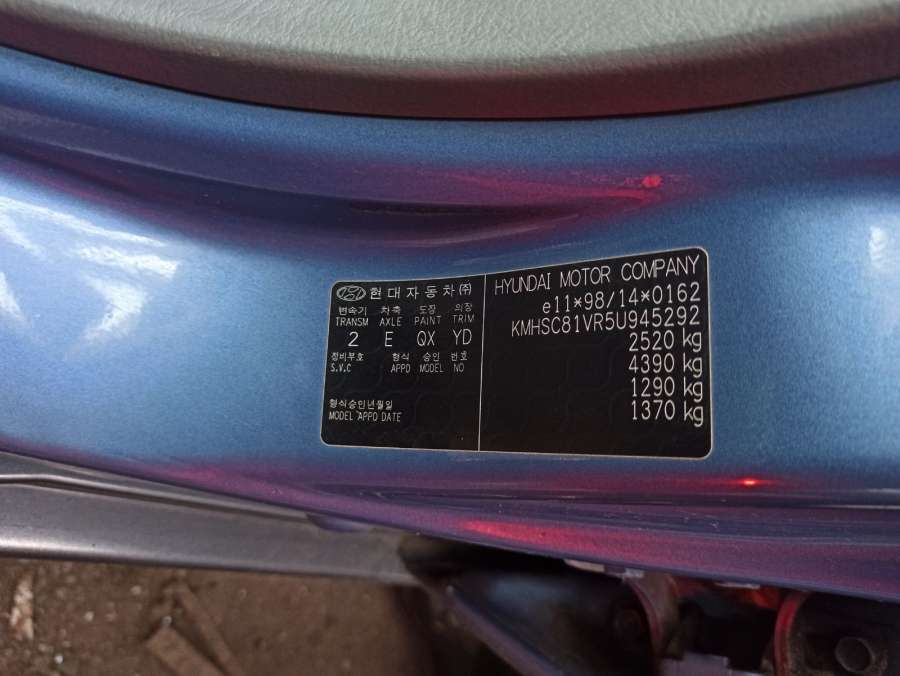 현대자동차㈜
변속기 차축 도장 의장
TRANSM AXLE PAINT TRIM
2 E QX YD
정비부호 형식 승인 번호
S.V.C APPD MODEL NO
형식승인년월일
MODEL APPD DATE
HYUNDAI MOTOR COMPANY
e11*98/14*0162
KMHSC81VR5U945292
2520 kg
4390 kg
1290 kg
1370 kg